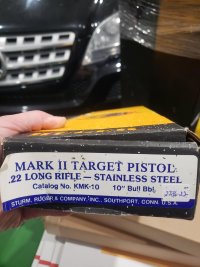 MARK II TARGET PISTOL
.22 LONG RIFLE — STAINLESS STEEL
Catalog No. KMK-10 10" Bull Bbl.
STURM, RUGER & COMPANY, INC., SOUTHPORT, CONN. U.S.A.